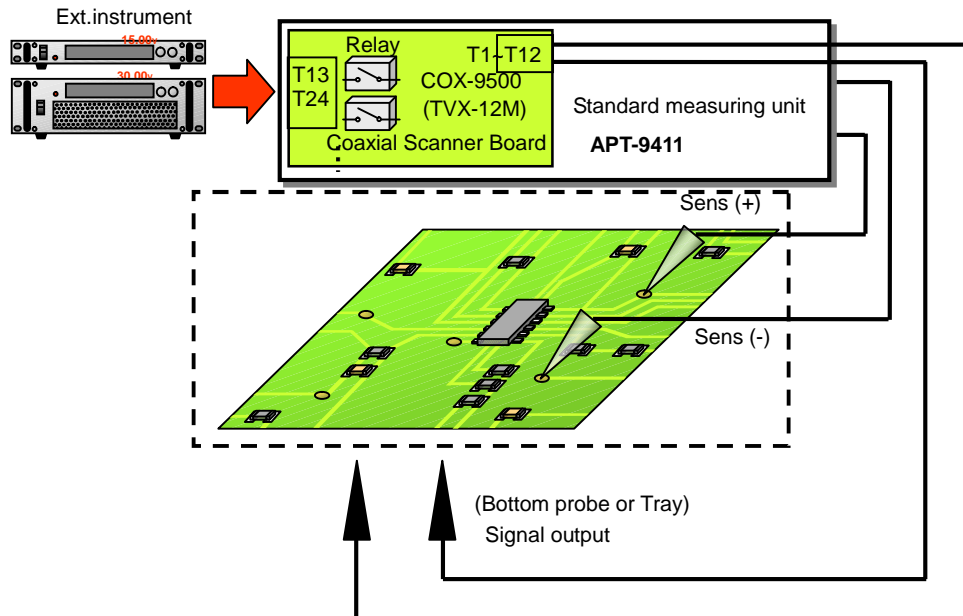 Ext.instrument
15.00v
30.00v
Relay
T1~T12
T13
T24
COX-9500
(TVX-12M)
Coaxial Scanner Board
Standard measuring unit
APT-9411
Sens (+)
Sens (-)
(Bottom probe or Tray)
Signal output